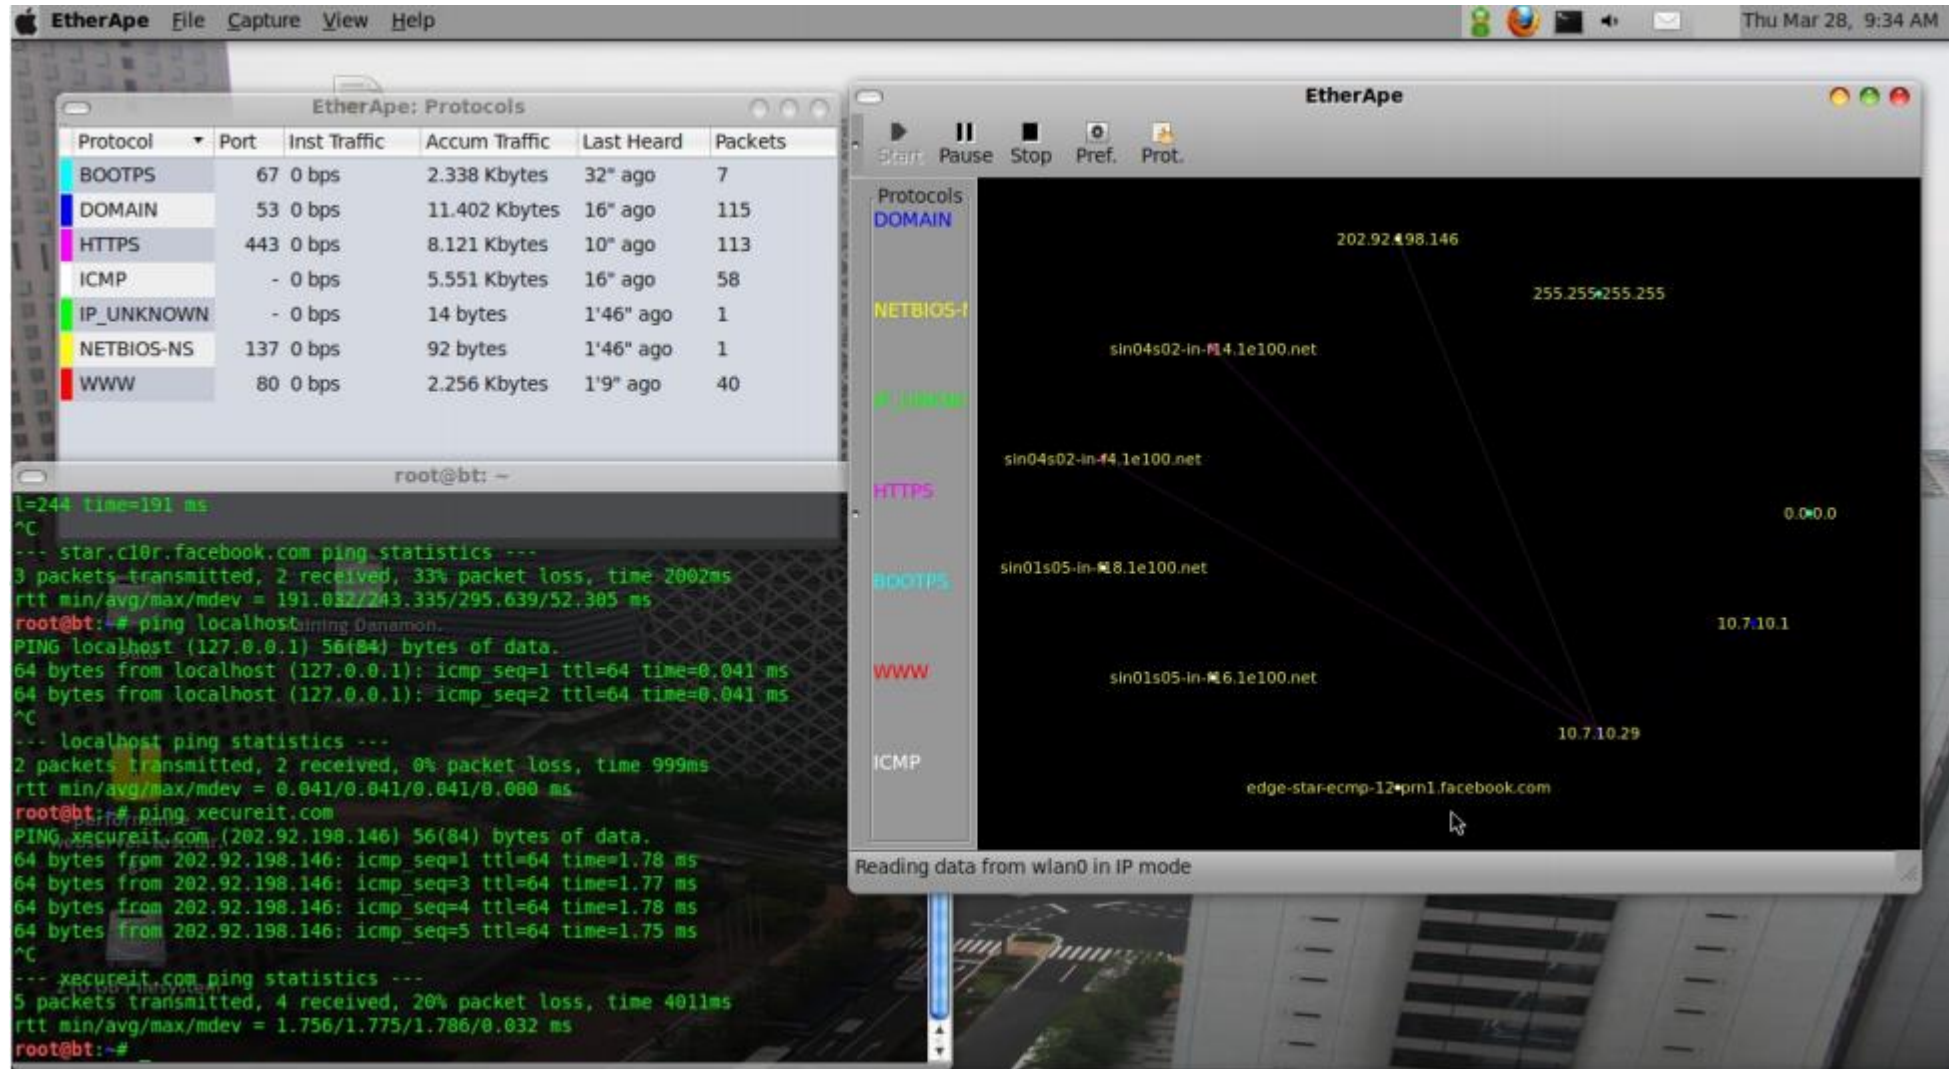 EtherApe File Capture View Help Thu Mar 28, 9:34 AM
EtherApe: Protocols
Protocol Port Inst Traffic Accum Traffic Last Heard Packets
BOOTPS 67 0 bps 2.338 Kbytes 32" ago 7
DOMAIN 53 0 bps 11.402 Kbytes 16" ago 115
HTTPS 443 0 bps 8.121 Kbytes 10" ago 113
ICMP - 0 bps 5.551 Kbytes 16" ago 58
IP_UNKNOWN - 0 bps 14 bytes 1'46" ago 1
NETBIOS-NS 137 0 bps 92 bytes 1'46" ago 1
WWW 80 0 bps 2.256 Kbytes 1'9" ago 40
root@bt: ~
l=244 time=191 ms
^C
--- star.c10r.facebook.com ping statistics ---
3 packets transmitted, 2 received, 33% packet loss, time 2002ms
rtt min/avg/max/mdev = 191.032/243.335/295.639/52.305 ms
root@bt:~# ping localhost
PING localhost (127.0.0.1) 56(84) bytes of data.
64 bytes from localhost (127.0.0.1): icmp_seq=1 ttl=64 time=0.041 ms
64 bytes from localhost (127.0.0.1): icmp_seq=2 ttl=64 time=0.041 ms
^C
--- localhost ping statistics ---
2 packets transmitted, 2 received, 0% packet loss, time 999ms
rtt min/avg/max/mdev = 0.041/0.041/0.041/0.000 ms
root@bt:~# ping xecureit.com
PING xecureit.com (202.92.198.146) 56(84) bytes of data.
64 bytes from 202.92.198.146: icmp_seq=1 ttl=64 time=1.78 ms
64 bytes from 202.92.198.146: icmp_seq=3 ttl=64 time=1.77 ms
64 bytes from 202.92.198.146: icmp_seq=4 ttl=64 time=1.78 ms
64 bytes from 202.92.198.146: icmp_seq=5 ttl=64 time=1.75 ms
^C
--- xecureit.com ping statistics ---
5 packets transmitted, 4 received, 20% packet loss, time 4011ms
rtt min/avg/max/mdev = 1.756/1.775/1.786/0.032 ms
root@bt:~#
EtherApe
Start Pause Stop Pref. Prot.
Protocols
DOMAIN
NETBIOS-N
HTTPS
BOOTPS
WWW
ICMP
202.92.198.146
255.255.255.255
sin04s02-in-f14.1e100.net
sin04s02-in-f4.1e100.net
0.0.0.0
sin01s05-in-f18.1e100.net
10.7.10.1
sin01s05-in-f16.1e100.net
10.7.10.29
edge-star-ecmp-12-prn1.facebook.com
Reading data from wlan0 in IP mode